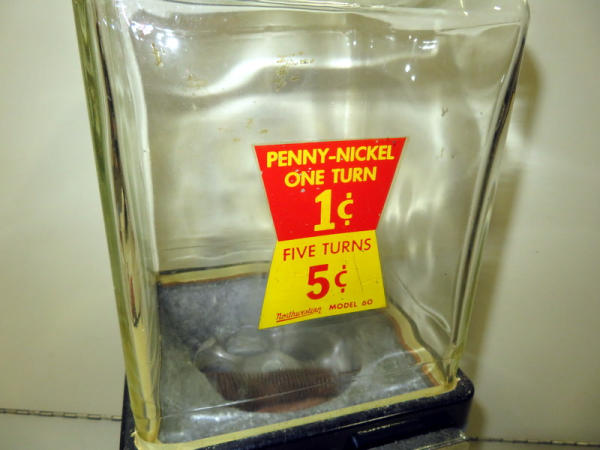 PENNY-NICKEL
ONE TURN
1¢
FIVE TURNS
5¢
Northwestern MODEL 60